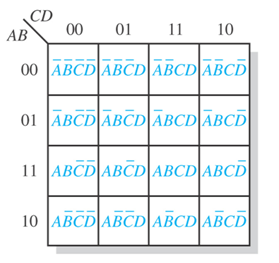 CD
AB 00 01 11 10
00 A̅B̅C̅D̅ A̅B̅C̅D A̅B̅CD A̅B̅CD̅
01 A̅BC̅D̅ A̅BC̅D A̅BCD A̅BCD̅
11 ABC̅D̅ ABC̅D ABCD ABCD̅
10 AB̅C̅D̅ AB̅C̅D AB̅CD AB̅CD̅